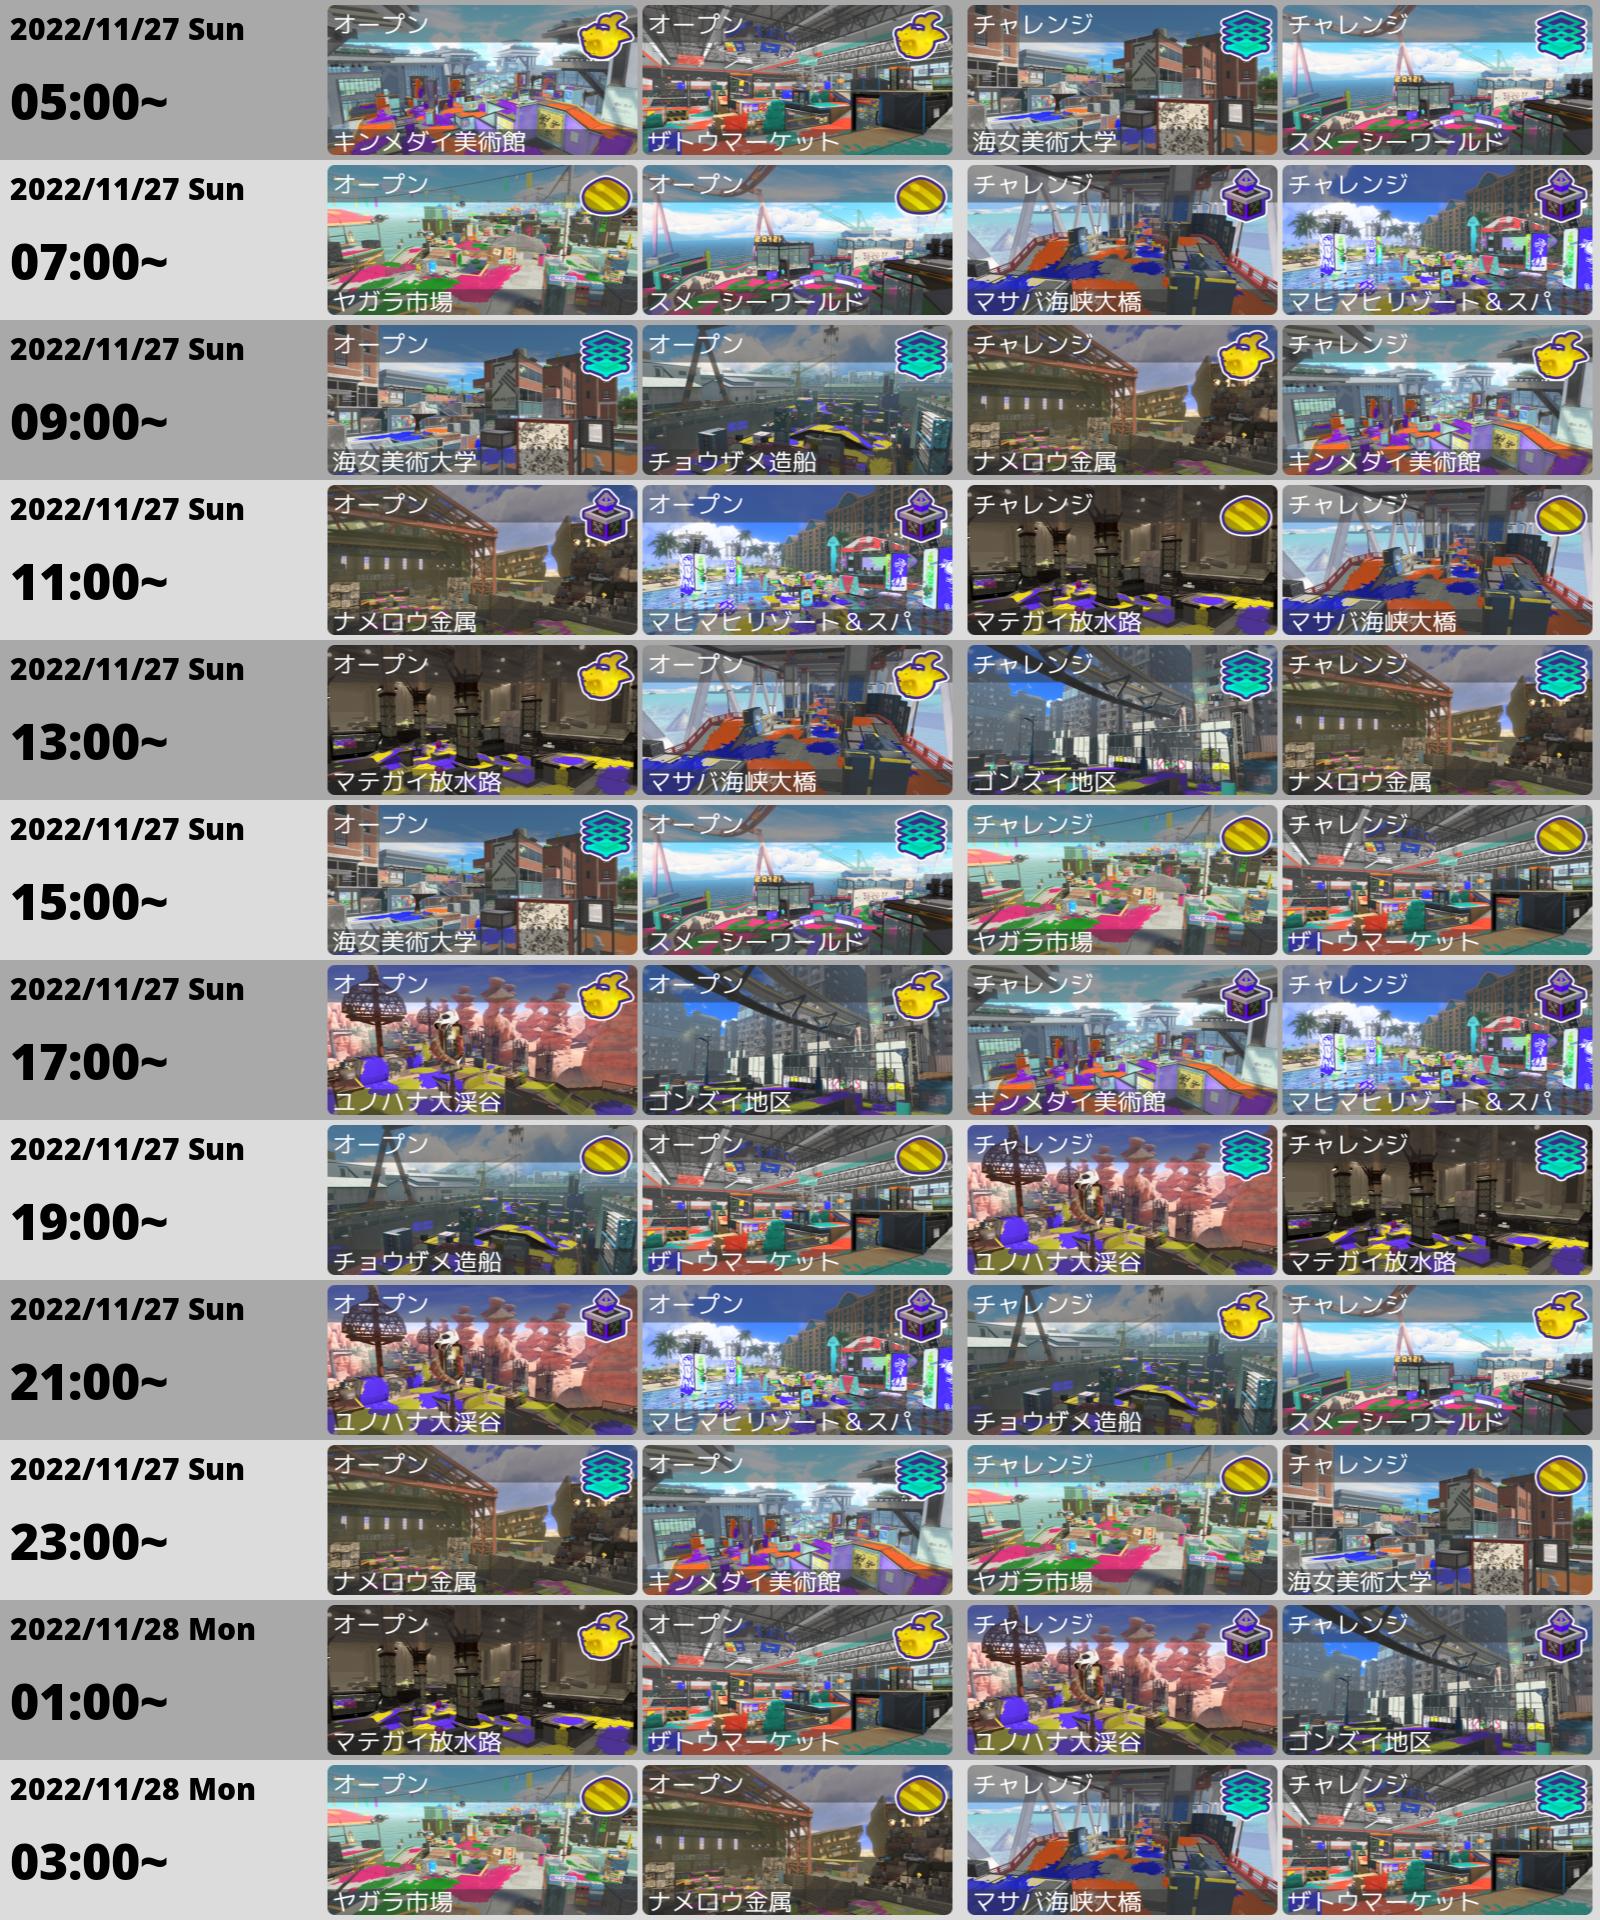 2022/11/27 Sun
05:00~
オープン オープン チャレンジ チャレンジ
キンメダイ美術館 ザトウマーケット 海女美術大学 スメーシーワールド
2022/11/27 Sun
07:00~
オープン オープン チャレンジ チャレンジ
ヤガラ市場 スメーシーワールド マサバ海峡大橋 マヒマヒリゾート&スパ
2022/11/27 Sun
09:00~
オープン オープン チャレンジ チャレンジ
海女美術大学 チョウザメ造船 ナメロウ金属 キンメダイ美術館
2022/11/27 Sun
11:00~
オープン オープン チャレンジ チャレンジ
ナメロウ金属 マヒマヒリゾート&スパ マテガイ放水路 マサバ海峡大橋
2022/11/27 Sun
13:00~
オープン オープン チャレンジ チャレンジ
マテガイ放水路 マサバ海峡大橋 ゴンズイ地区 ナメロウ金属
2022/11/27 Sun
15:00~
オープン オープン チャレンジ チャレンジ
海女美術大学 スメーシーワールド ヤガラ市場 ザトウマーケット
2022/11/27 Sun
17:00~
オープン オープン チャレンジ チャレンジ
ユノハナ大渓谷 ゴンズイ地区 キンメダイ美術館 マヒマヒリゾート&スパ
2022/11/27 Sun
19:00~
オープン オープン チャレンジ チャレンジ
チョウザメ造船 ザトウマーケット ユノハナ大渓谷 マテガイ放水路
2022/11/27 Sun
21:00~
オープン オープン チャレンジ チャレンジ
ユノハナ大渓谷 マヒマヒリゾート&スパ チョウザメ造船 スメーシーワールド
2022/11/27 Sun
23:00~
オープン オープン チャレンジ チャレンジ
ナメロウ金属 キンメダイ美術館 ヤガラ市場 海女美術大学
2022/11/28 Mon
01:00~
オープン オープン チャレンジ チャレンジ
マテガイ放水路 ザトウマーケット ユノハナ大渓谷 ゴンズイ地区
2022/11/28 Mon
03:00~
オープン オープン チャレンジ チャレンジ
ヤガラ市場 ナメロウ金属 マサバ海峡大橋 ザトウマーケット